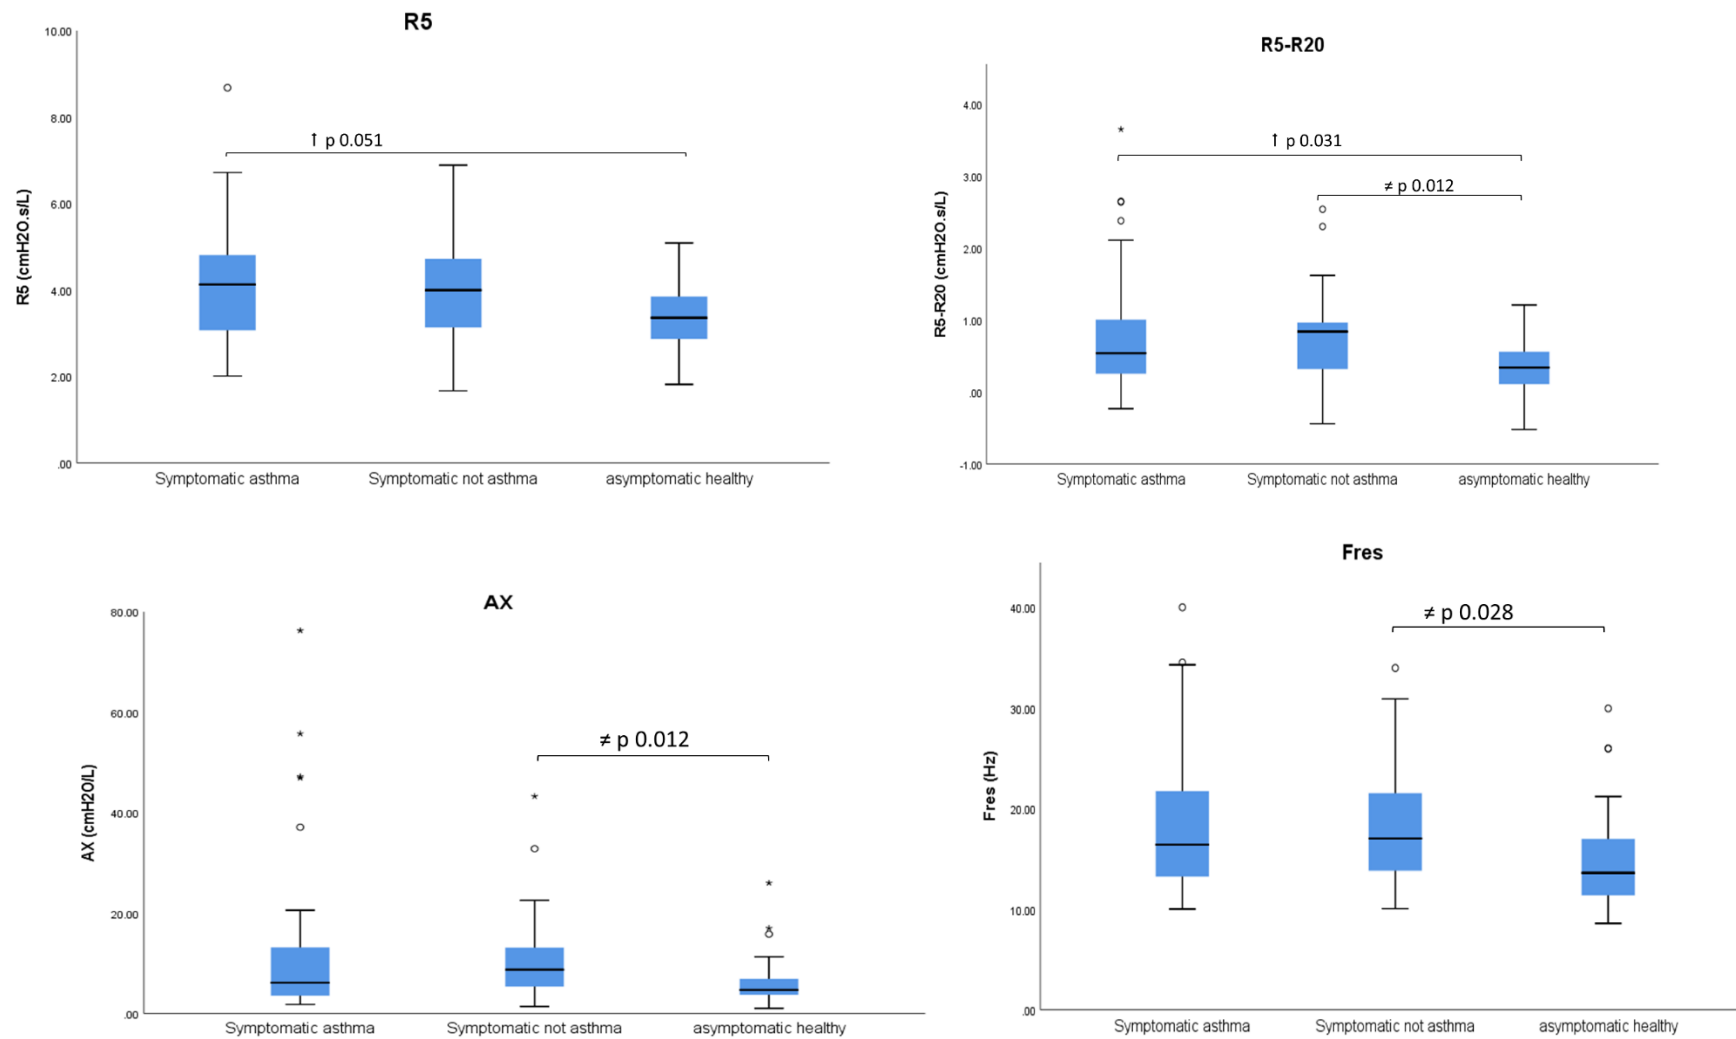 R5
10.00
8.00
6.00
4.00
2.00
.00
R5 (cmH2O.s/L)
↑ p 0.051
Symptomatic asthma
Symptomatic not asthma
asymptomatic healthy
R5-R20
4.00
3.00
2.00
1.00
.00
-1.00
R5-R20 (cmH2O.s/L)
↑ p 0.031
≠ p 0.012
Symptomatic asthma
Symptomatic not asthma
asymptomatic healthy
AX
80.00
60.00
40.00
20.00
.00
AX (cmH2O/L)
≠ p 0.012
Symptomatic asthma
Symptomatic not asthma
asymptomatic healthy
Fres
40.00
30.00
20.00
10.00
.00
Fres (Hz)
≠ p 0.028
Symptomatic asthma
Symptomatic not asthma
asymptomatic healthy